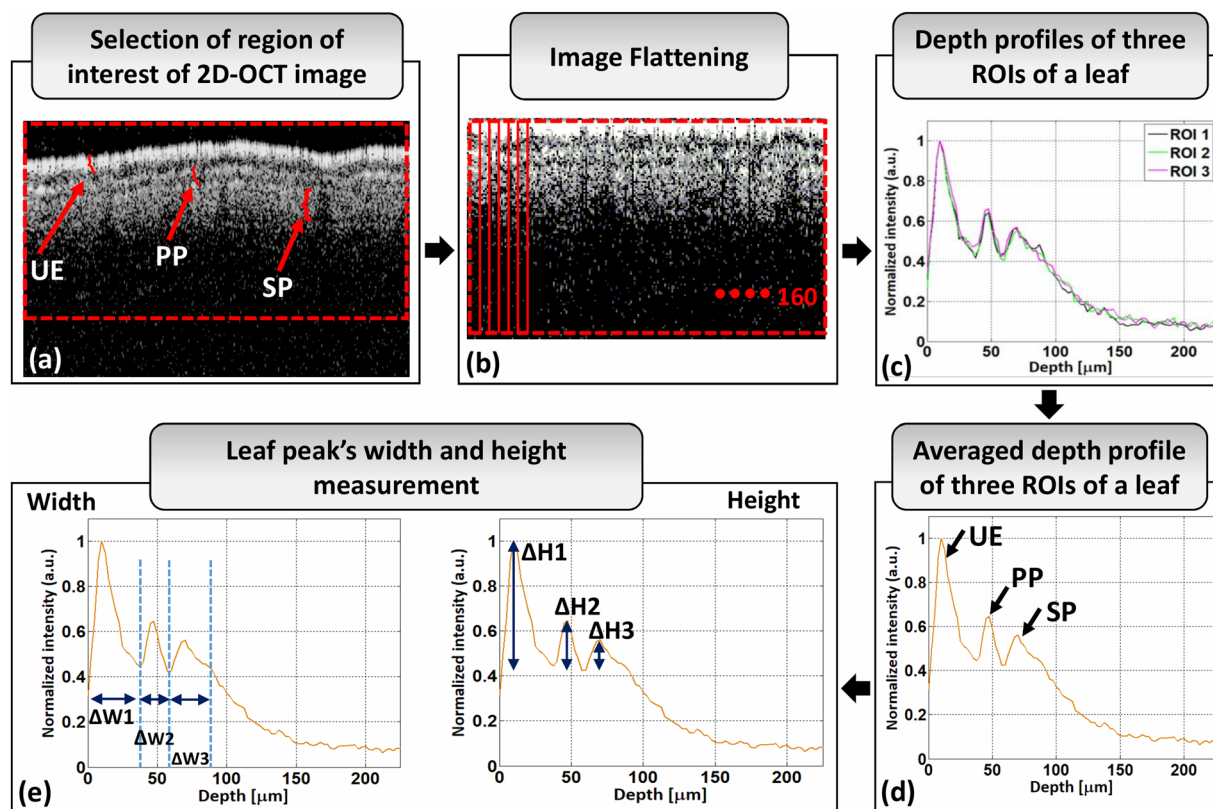 Selection of region of
interest of 2D-OCT image
UE
PP
SP
(a)
Image Flattening
160
(b)
Depth profiles of three
ROIs of a leaf
Normalized intensity (a.u.)
1
0.8
0.6
0.4
0.2
0
0 50 100 150 200
Depth [μm]
ROI 1
ROI 2
ROI 3
(c)
Averaged depth profile
of three ROIs of a leaf
Normalized intensity (a.u.)
1
0.8
0.6
0.4
0.2
0
0 50 100 150 200
Depth [μm]
UE
PP
SP
(d)
Leaf peak's width and height
measurement
Width
Normalized intensity (a.u.)
1
0.8
0.6
0.4
0.2
0
0 50 100 150 200
Depth [μm]
ΔW1
ΔW2
ΔW3
Height
Normalized intensity (a.u.)
1
0.8
0.6
0.4
0.2
0
0 50 100 150 200
Depth [μm]
ΔH1
ΔH2
ΔH3
(e)